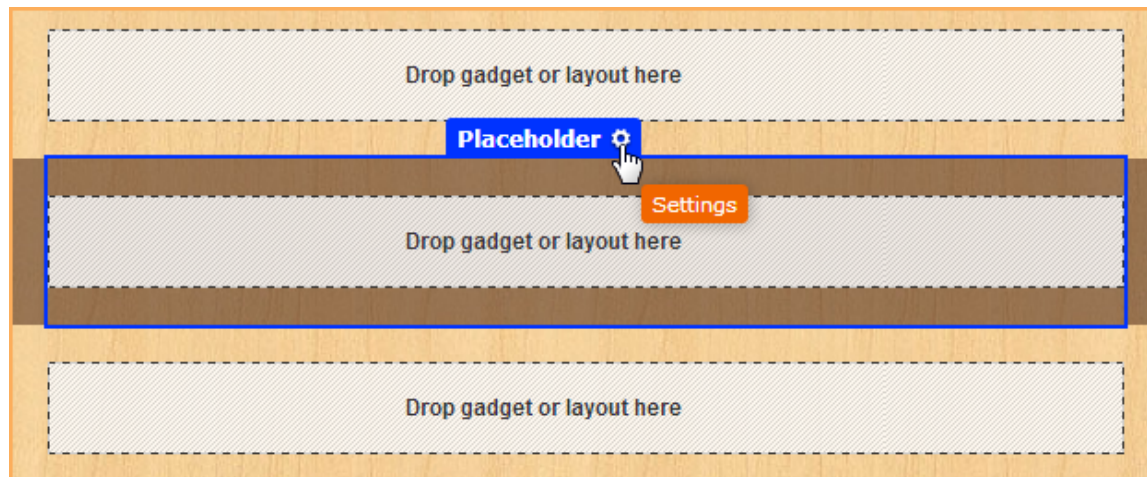 Drop gadget or layout here
Placeholder
Settings
Drop gadget or layout here
Drop gadget or layout here